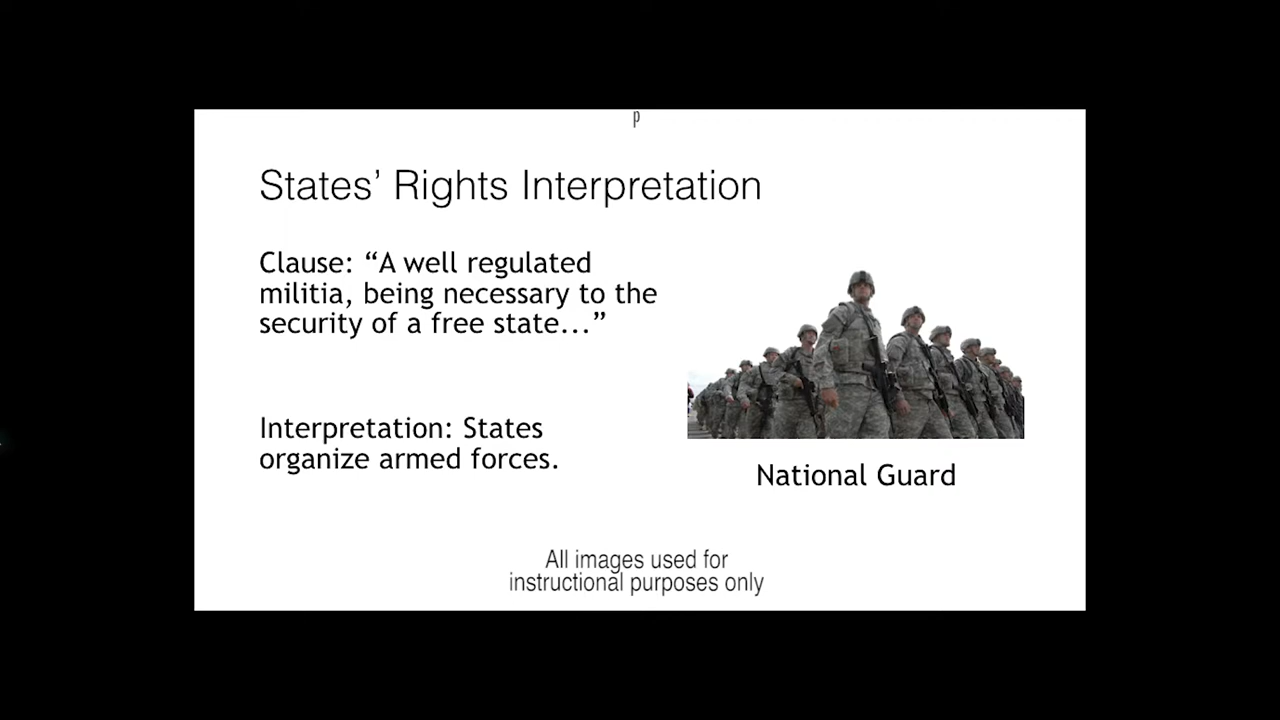 p
States’ Rights Interpretation
Clause: “A well regulated
militia, being necessary to the
security of a free state...”
Interpretation: States
organize armed forces.
National Guard
All images used for
instructional purposes only